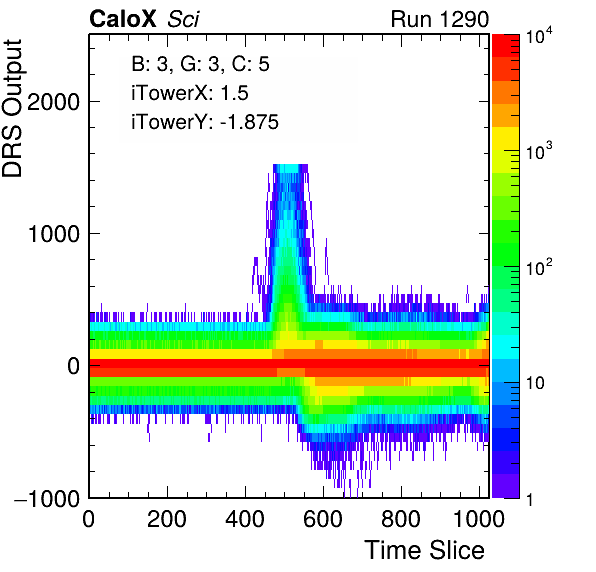 CaloX Sci Run 1290
B: 3, G: 3, C: 5
iTowerX: 1.5
iTowerY: -1.875
DRS Output
2000
1000
0
−1000
0 200 400 600 800 1000
Time Slice
10^4
10^3
10^2
10
1